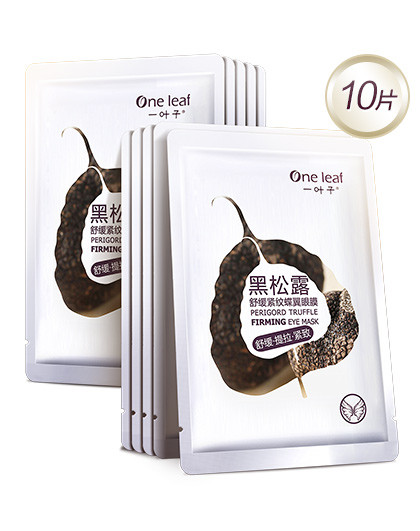 One leaf
一叶子®
黑松
舒缓紧纹
PERIGORD
FIRMING
舒缓·提拉
One leaf
一叶子®
黑松露
舒缓紧纹蝶翼眼膜
PERIGORD TRUFFLE
FIRMING EYE MASK
舒缓·提拉·紧致
10片